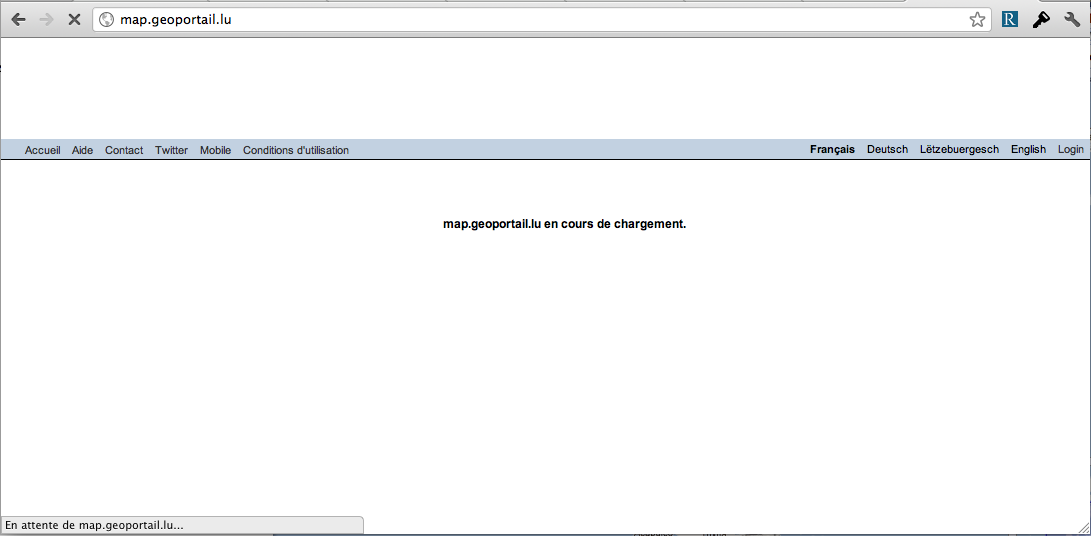 map.geoportail.lu
R
Accueil Aide Contact Twitter Mobile Conditions d'utilisation Français Deutsch Lëtzebuergesch English Login
map.geoportail.lu en cours de chargement.
En attente de map.geoportail.lu...